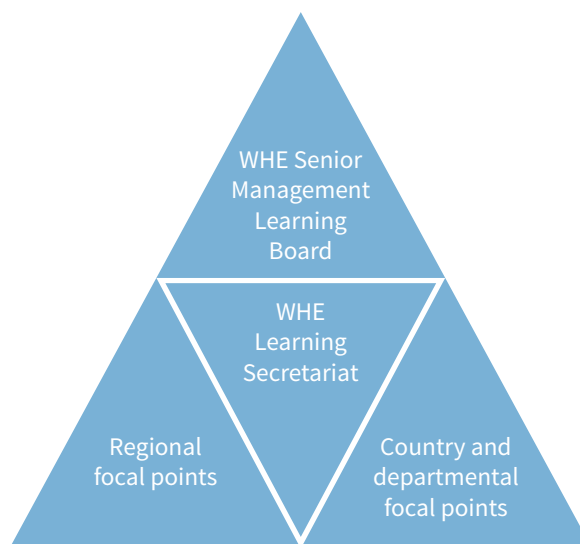 WHE Senior
Management
Learning
Board
WHE
Learning
Secretariat
Regional
focal points
Country and
departmental
focal points